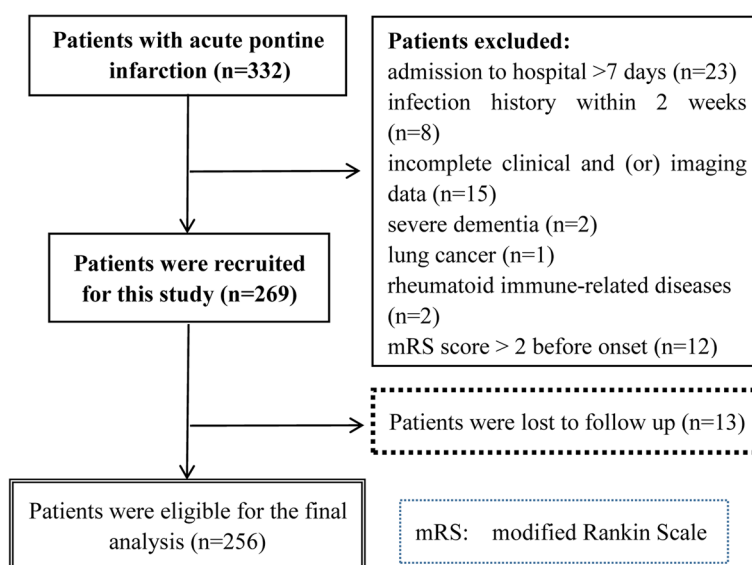 Patients with acute pontine
infarction (n=332)
Patients excluded:
admission to hospital >7 days (n=23)
infection history within 2 weeks
(n=8)
incomplete clinical and (or) imaging
data (n=15)
severe dementia (n=2)
lung cancer (n=1)
rheumatoid immune-related diseases
(n=2)
mRS score > 2 before onset (n=12)
Patients were recruited
for this study (n=269)
Patients were lost to follow up (n=13)
Patients were eligible for the final
analysis (n=256)
mRS: modified Rankin Scale